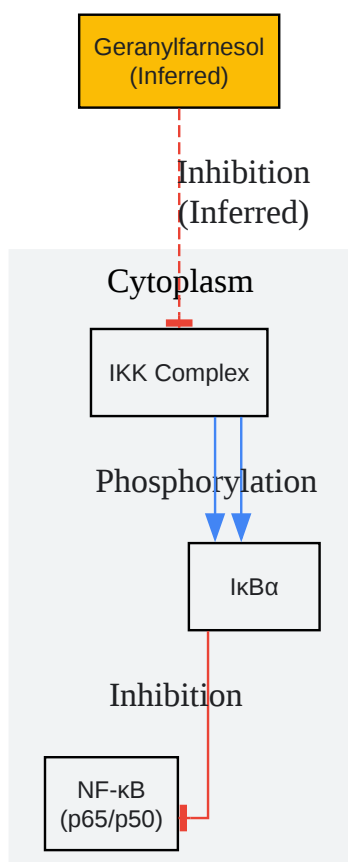 Geranylfarnesol
(Inferred)
Inhibition
(Inferred)
Cytoplasm
IKK Complex
Phosphorylation
IκBα
Inhibition
NF-κB
(p65/p50)